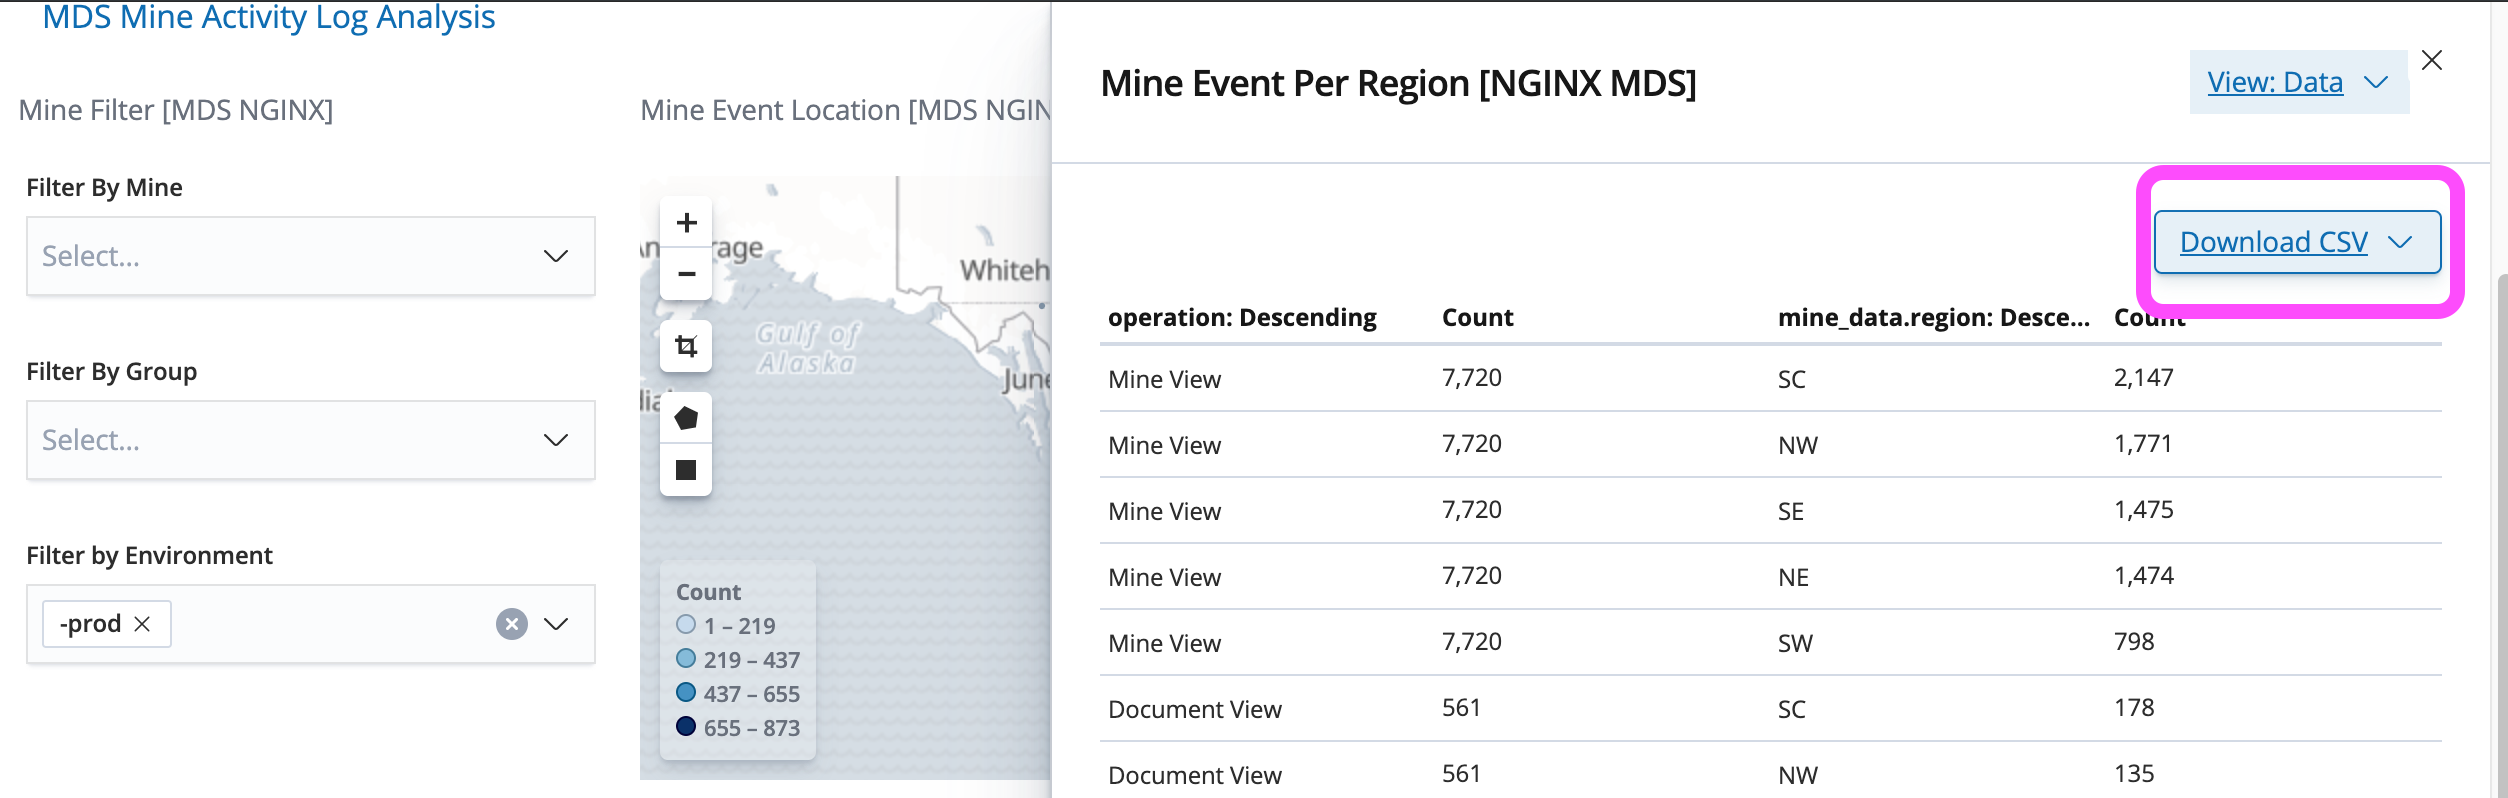 MDS Mine Activity Log Analysis
Mine Filter [MDS NGINX]
Filter By Mine
Select...
Filter By Group
Select...
Filter by Environment
-prod
Mine Event Location [MDS NGIN
Whiteh
Gulf of
Alaska
June
Count
1 – 219
219 – 437
437 – 655
655 – 873
Mine Event Per Region [NGINX MDS]
View: Data
Download CSV
operation: Descending Count mine_data.region: Desce... Count
Mine View 7,720 SC 2,147
Mine View 7,720 NW 1,771
Mine View 7,720 SE 1,475
Mine View 7,720 NE 1,474
Mine View 7,720 SW 798
Document View 561 SC 178
Document View 561 NW 135